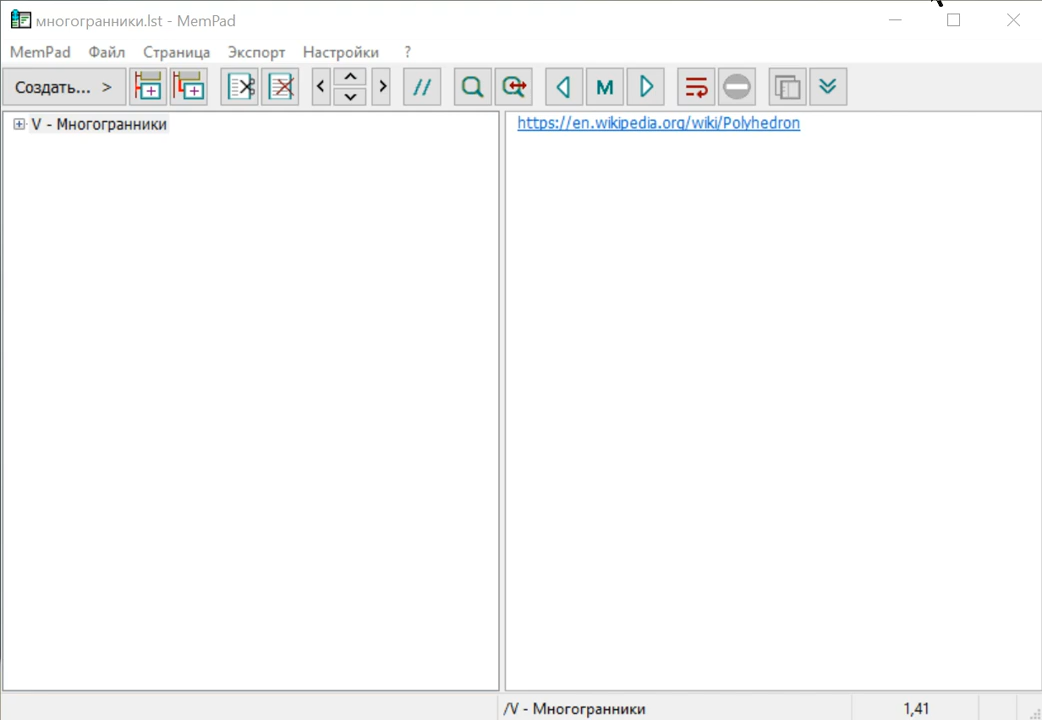 многогранники.lst - MemPad
MemPad Файл Страница Экспорт Настройки ?
Создать... > < > // M
V - Многогранники
https://en.wikipedia.org/wiki/Polyhedron
/V - Многогранники 1,41